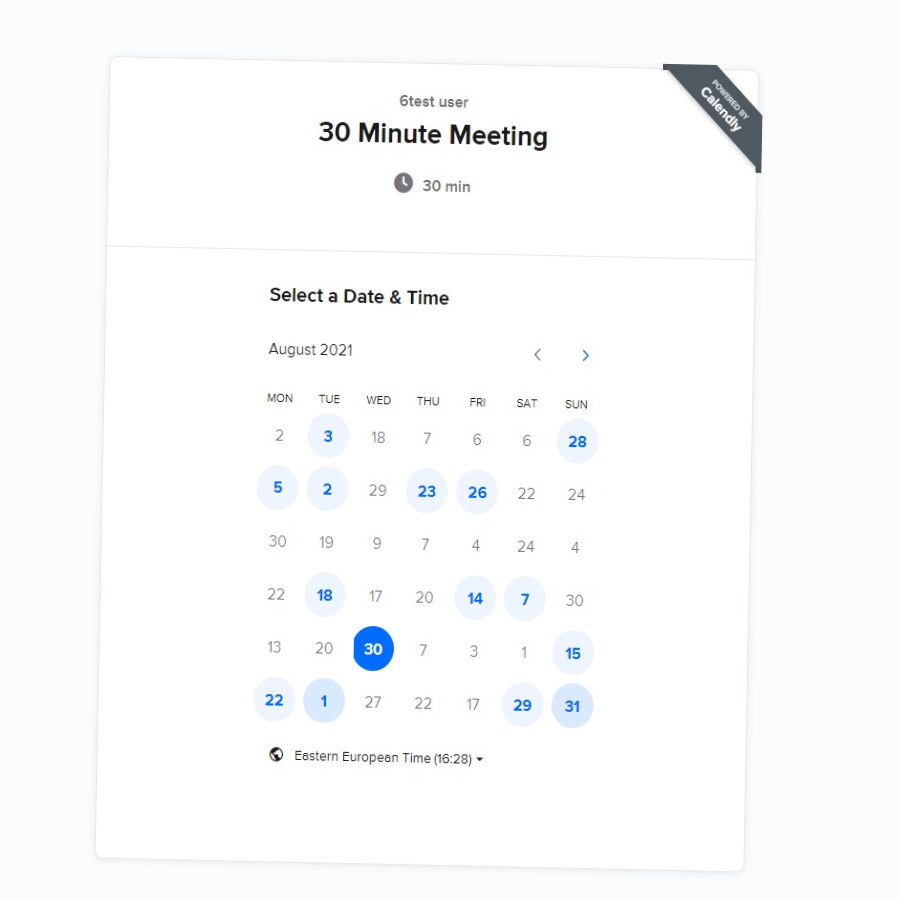 POWERED BY
Calendly
6test user
30 Minute Meeting
30 min
Select a Date & Time
August 2021
MON TUE WED THU FRI SAT SUN
2 3 18 7 6 6 28
5 2 29 23 26 22 24
30 19 9 7 4 24 4
22 18 17 20 14 7 30
13 20 30 7 3 1 15
22 1 27 22 17 29 31
Eastern European Time (16:28)